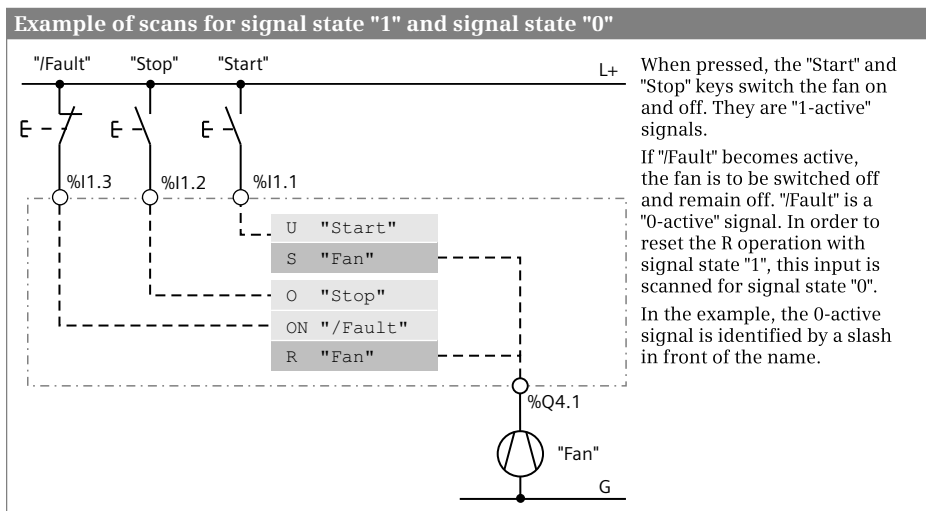 Example of scans for signal state "1" and signal state "0"
"/Fault" "Stop" "Start"
L+
%I1.3 %I1.2 %I1.1
U "Start"
S "Fan"
O "Stop"
ON "/Fault"
R "Fan"
%Q4.1
"Fan"
G
When pressed, the "Start" and
"Stop" keys switch the fan on
and off. They are "1-active"
signals.
If "/Fault" becomes active,
the fan is to be switched off
and remain off. "/Fault" is a
"0-active" signal. In order to
reset the R operation with
signal state "1", this input is
scanned for signal state "0".
In the example, the 0-active
signal is identified by a slash
in front of the name.